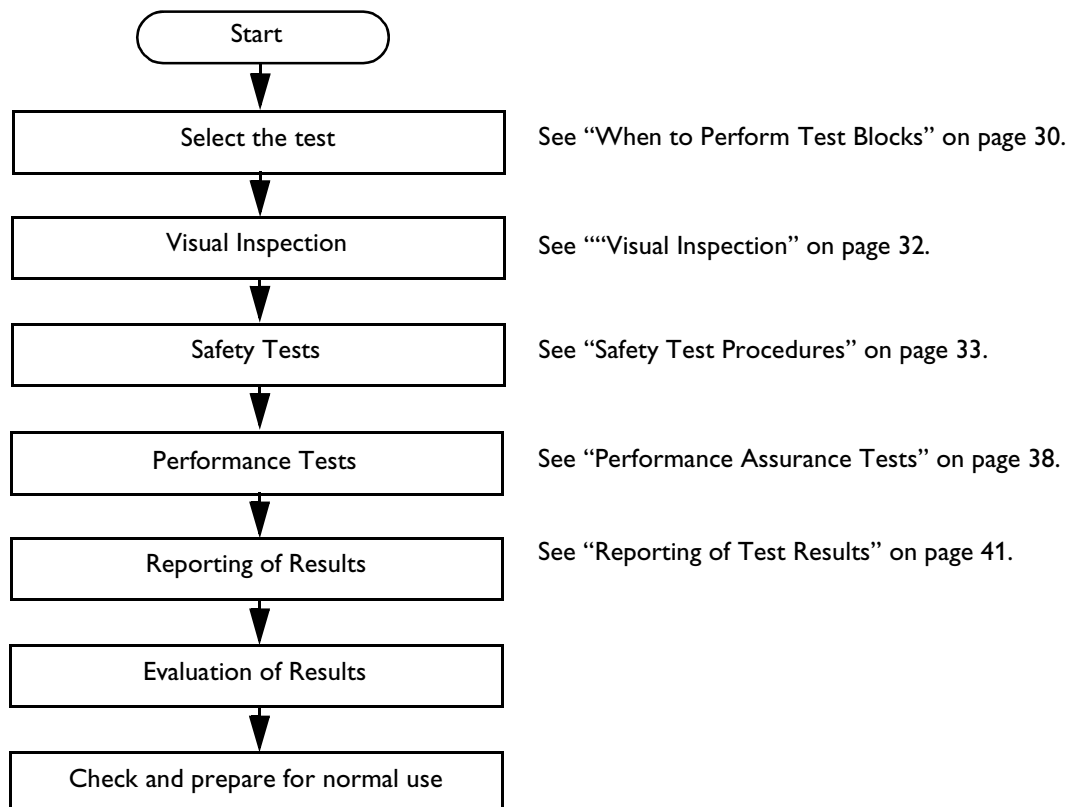 Start
Select the test
See “When to Perform Test Blocks” on page 30.
Visual Inspection
See ““Visual Inspection” on page 32.
Safety Tests
See “Safety Test Procedures” on page 33.
Performance Tests
See “Performance Assurance Tests” on page 38.
Reporting of Results
See “Reporting of Test Results” on page 41.
Evaluation of Results
Check and prepare for normal use